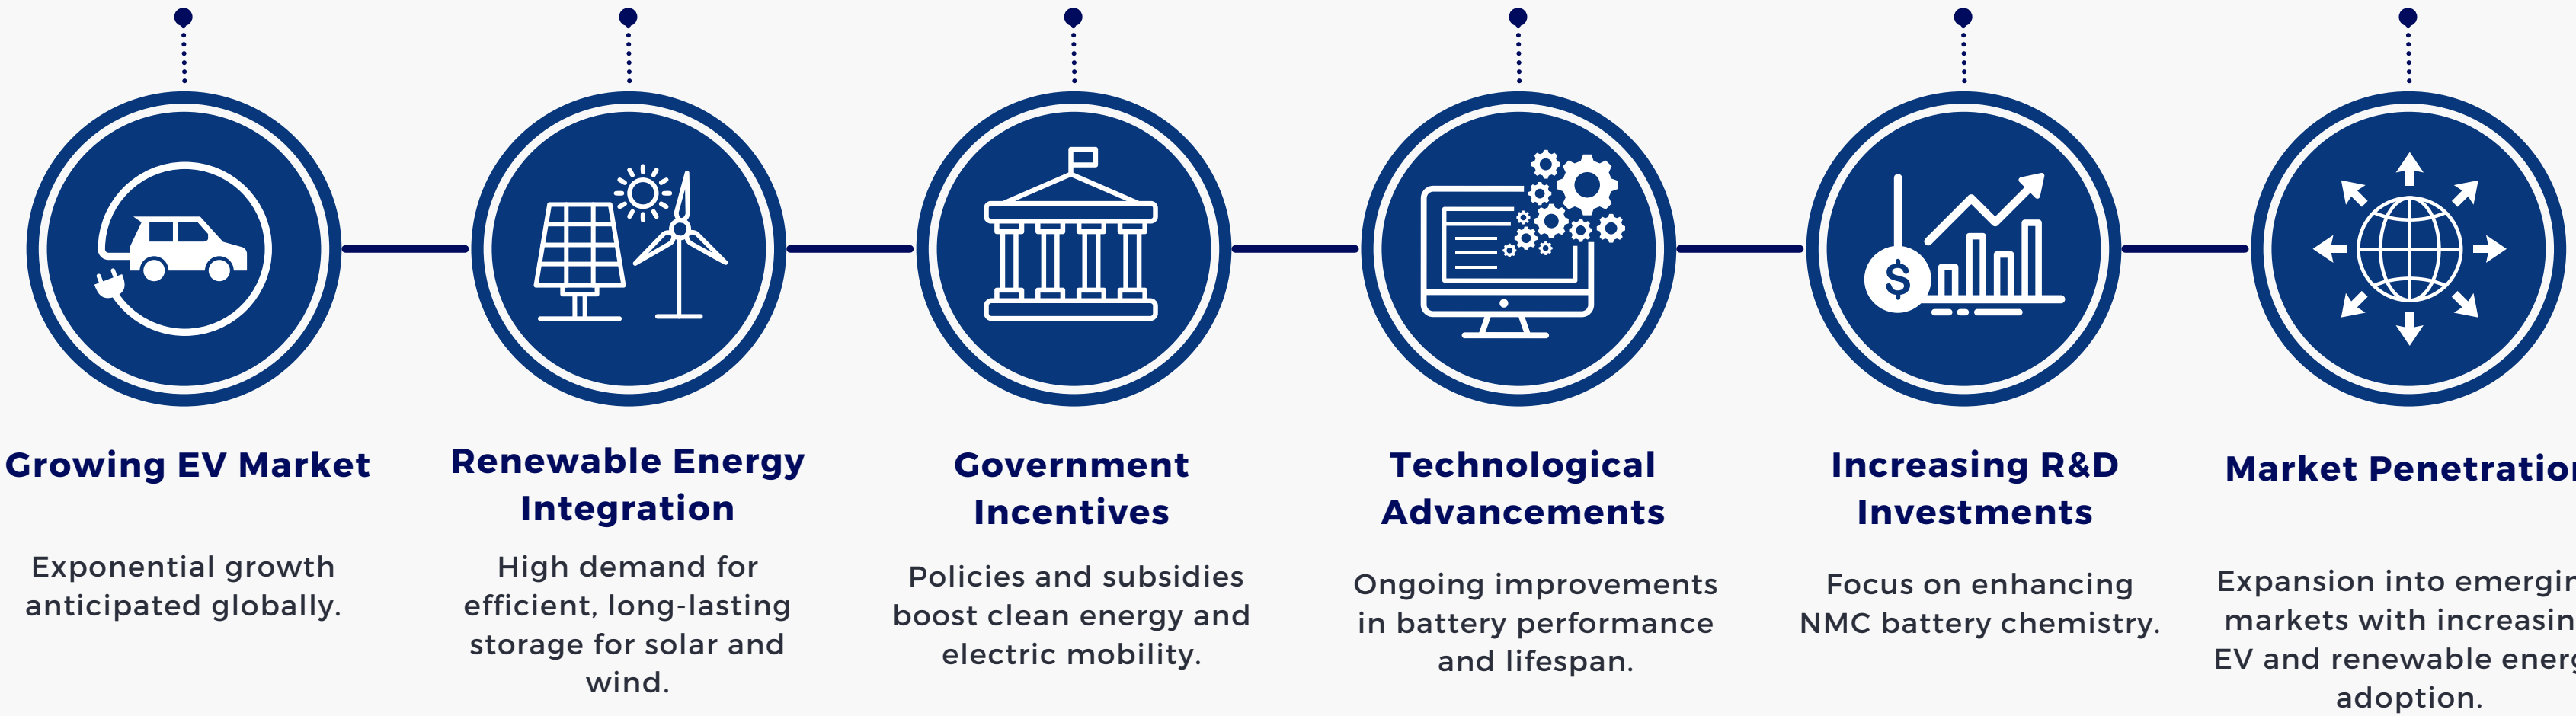 Growing EV Market
Exponential growth
anticipated globally.
Renewable Energy
Integration
High demand for
efficient, long-lasting
storage for solar and
wind.
Government
Incentives
Policies and subsidies
boost clean energy and
electric mobility.
Technological
Advancements
Ongoing improvements
in battery performance
and lifespan.
Increasing R&D
Investments
Focus on enhancing
NMC battery chemistry.
Market Penetration
Expansion into emergin
markets with increasin
EV and renewable energ
adoption.
$